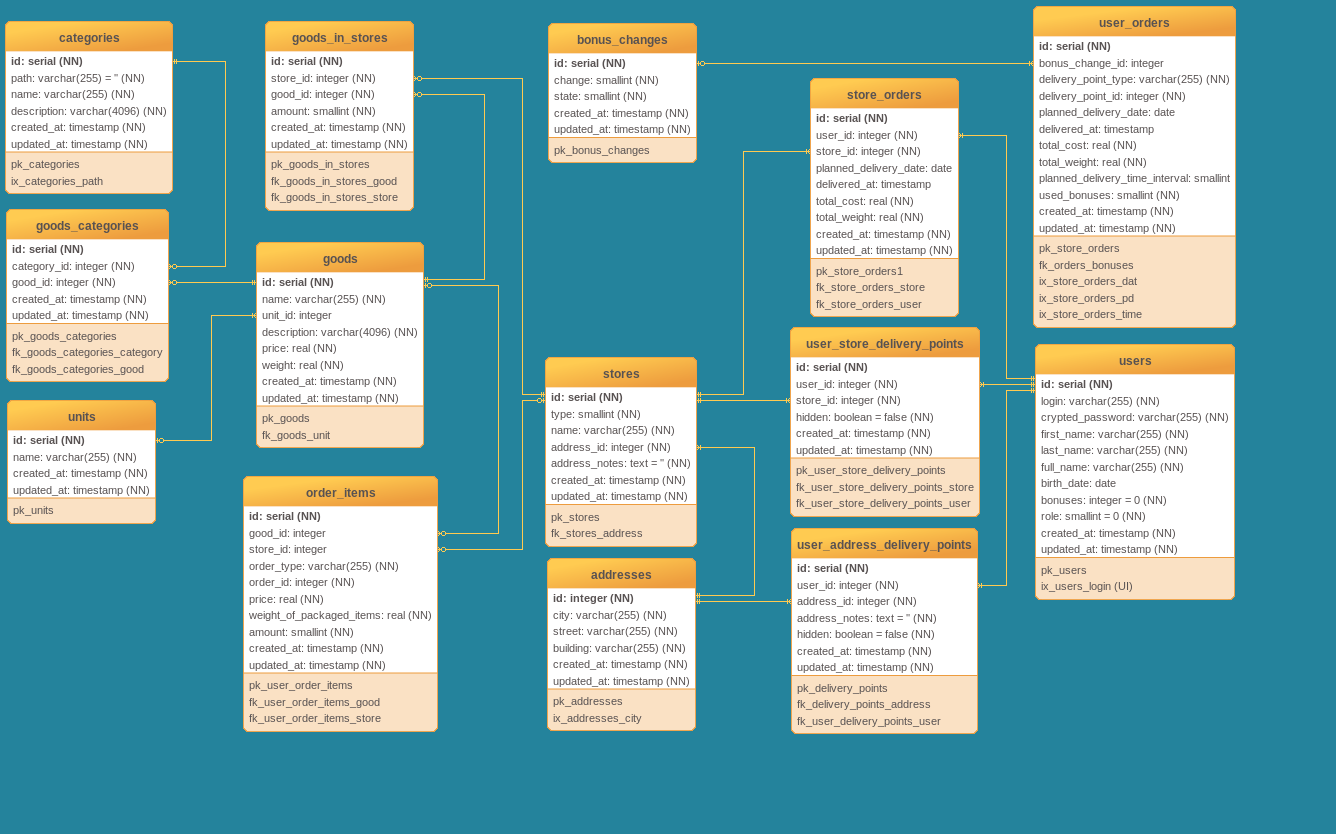 categories
id: serial (NN)
path: varchar(255) = '' (NN)
name: varchar(255) (NN)
description: varchar(4096) (NN)
created_at: timestamp (NN)
updated_at: timestamp (NN)
pk_categories
ix_categories_path
goods_categories
id: serial (NN)
category_id: integer (NN)
good_id: integer (NN)
created_at: timestamp (NN)
updated_at: timestamp (NN)
pk_goods_categories
fk_goods_categories_category
fk_goods_categories_good
units
id: serial (NN)
name: varchar(255) (NN)
created_at: timestamp (NN)
updated_at: timestamp (NN)
pk_units
goods_in_stores
id: serial (NN)
store_id: integer (NN)
good_id: integer (NN)
amount: smallint (NN)
created_at: timestamp (NN)
updated_at: timestamp (NN)
pk_goods_in_stores
fk_goods_in_stores_good
fk_goods_in_stores_store
goods
id: serial (NN)
name: varchar(255) (NN)
unit_id: integer
description: varchar(4096) (NN)
price: real (NN)
weight: real (NN)
created_at: timestamp (NN)
updated_at: timestamp (NN)
pk_goods
fk_goods_unit
order_items
id: serial (NN)
good_id: integer
store_id: integer
order_type: varchar(255) (NN)
order_id: integer (NN)
price: real (NN)
weight_of_packaged_items: real (NN)
amount: smallint (NN)
created_at: timestamp (NN)
updated_at: timestamp (NN)
pk_user_order_items
fk_user_order_items_good
fk_user_order_items_store
bonus_changes
id: serial (NN)
change: smallint (NN)
state: smallint (NN)
created_at: timestamp (NN)
updated_at: timestamp (NN)
pk_bonus_changes
stores
id: serial (NN)
type: smallint (NN)
name: varchar(255) (NN)
address_id: integer (NN)
address_notes: text = '' (NN)
created_at: timestamp (NN)
updated_at: timestamp (NN)
pk_stores
fk_stores_address
addresses
id: integer (NN)
city: varchar(255) (NN)
street: varchar(255) (NN)
building: varchar(255) (NN)
created_at: timestamp (NN)
updated_at: timestamp (NN)
pk_addresses
ix_addresses_city
store_orders
id: serial (NN)
user_id: integer (NN)
store_id: integer (NN)
planned_delivery_date: date
delivered_at: timestamp
total_cost: real (NN)
total_weight: real (NN)
created_at: timestamp (NN)
updated_at: timestamp (NN)
pk_store_orders1
fk_store_orders_store
fk_store_orders_user
user_store_delivery_points
id: serial (NN)
user_id: integer (NN)
store_id: integer (NN)
hidden: boolean = false (NN)
created_at: timestamp (NN)
updated_at: timestamp (NN)
pk_user_store_delivery_points
fk_user_store_delivery_points_store
fk_user_store_delivery_points_user
user_address_delivery_points
id: serial (NN)
user_id: integer (NN)
address_id: integer (NN)
address_notes: text = '' (NN)
hidden: boolean = false (NN)
created_at: timestamp (NN)
updated_at: timestamp (NN)
pk_delivery_points
fk_delivery_points_address
fk_user_delivery_points_user
user_orders
id: serial (NN)
bonus_change_id: integer
delivery_point_type: varchar(255) (NN)
delivery_point_id: integer (NN)
planned_delivery_date: date
delivered_at: timestamp
total_cost: real (NN)
total_weight: real (NN)
planned_delivery_time_interval: smallint
used_bonuses: smallint (NN)
created_at: timestamp (NN)
updated_at: timestamp (NN)
pk_store_orders
fk_orders_bonuses
ix_store_orders_dat
ix_store_orders_pd
ix_store_orders_time
users
id: serial (NN)
login: varchar(255) (NN)
crypted_password: varchar(255) (NN)
first_name: varchar(255) (NN)
last_name: varchar(255) (NN)
full_name: varchar(255) (NN)
birth_date: date
bonuses: integer = 0 (NN)
role: smallint = 0 (NN)
created_at: timestamp (NN)
updated_at: timestamp (NN)
pk_users
ix_users_login (UI)